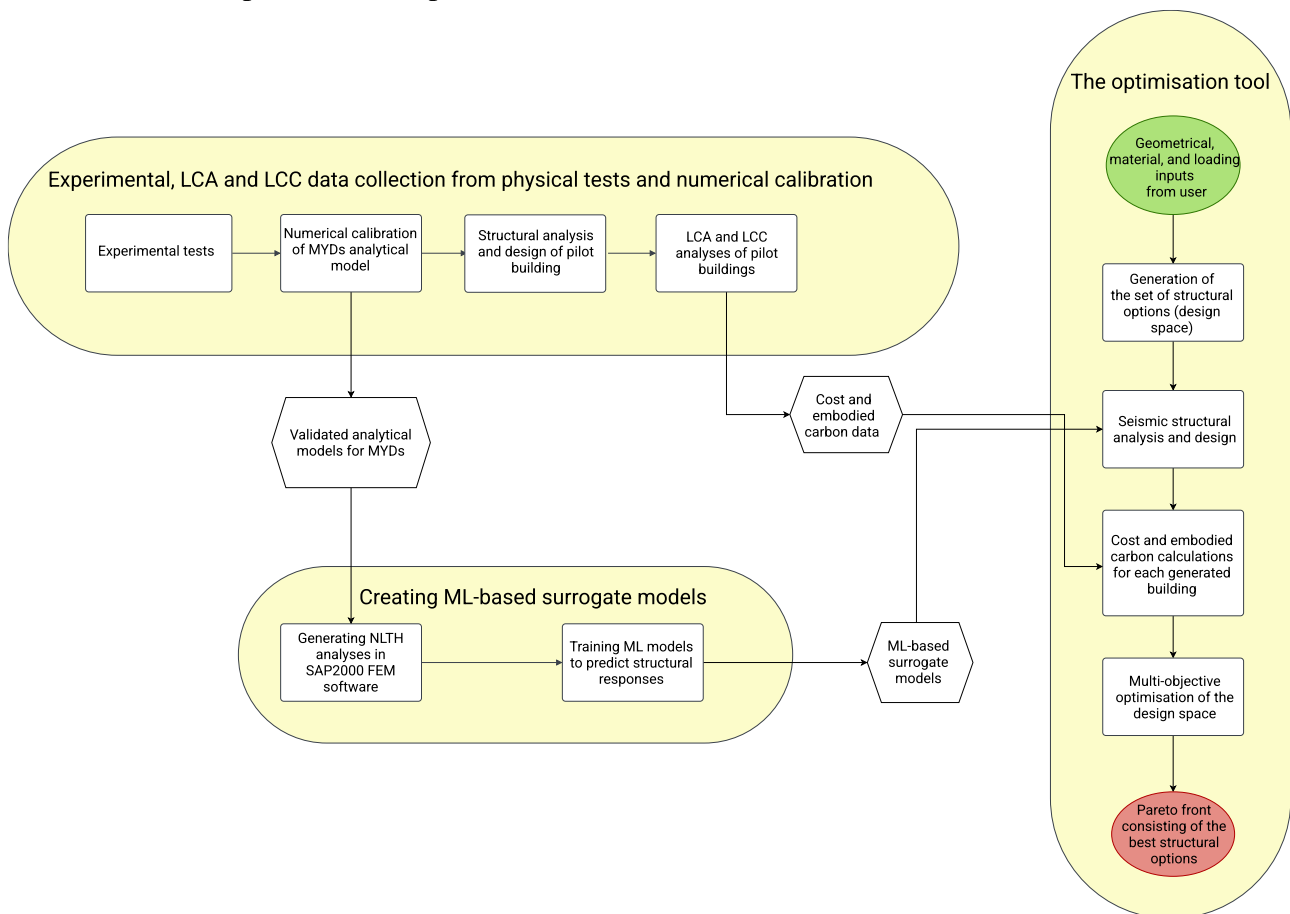 The optimisation tool
Geometrical,
material, and loading
inputs
from user
Experimental, LCA and LCC data collection from physical tests and numerical calibration
Experimental tests
Numerical calibration
of MYDs analytical
model
Structural analysis
and design of pilot
building
LCA and LCC
analyses of pilot
buildings
Generation of
the set of structural
options (design
space)
Cost and
embodied
carbon data
Seismic structural
analysis and design
Validated analytical
models for MYDs
Cost and embodied
carbon calculations
for each generated
building
Creating ML-based surrogate models
Generating NLTH
analyses in
SAP2000 FEM
software
Training ML models
to predict structural
responses
ML-based
surrogate
models
Multi-objective
optimisation of the
design space
Pareto front
consisting of the
best structural
options